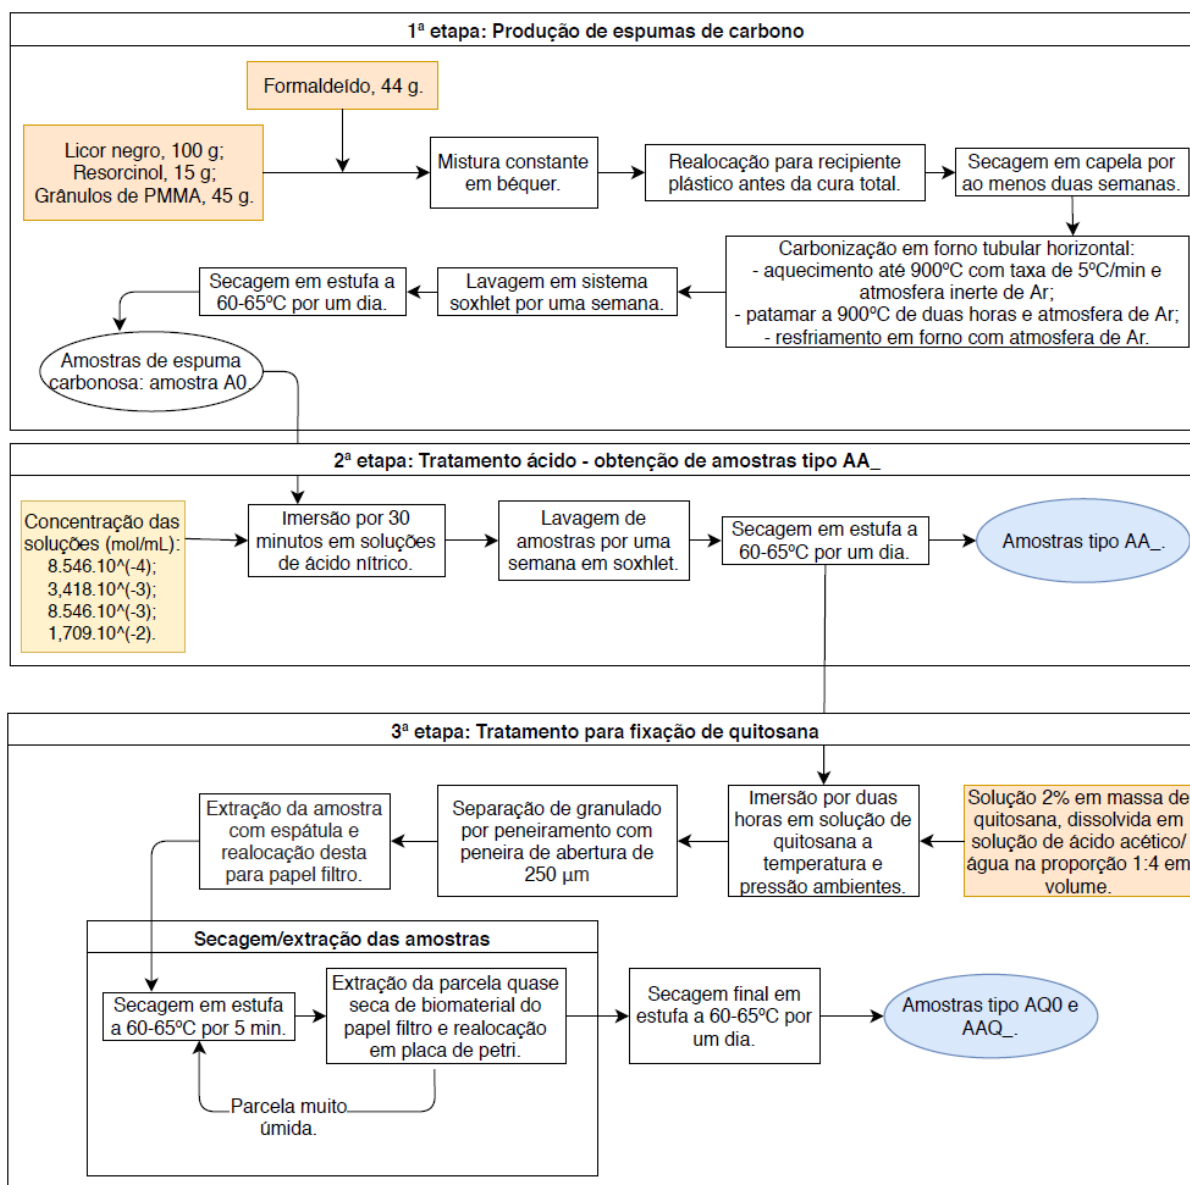 1ª etapa: Produção de espumas de carbono
Formaldeído, 44 g.
Licor negro, 100 g;
Resorcinol, 15 g;
Grânulos de PMMA, 45 g.
Mistura constante
em béquer.
Realocação para recipiente
plástico antes da cura total.
Secagem em capela por
ao menos duas semanas.
Carbonização em forno tubular horizontal:
- aquecimento até 900ºC com taxa de 5ºC/min e
atmosfera inerte de Ar;
- patamar a 900ºC de duas horas e atmosfera de Ar;
- resfriamento em forno com atmosfera de Ar.
Lavagem em sistema
soxhlet por uma semana.
Secagem em estufa a
60-65ºC por um dia.
Amostras de espuma
carbonosa: amostra A0.
2ª etapa: Tratamento ácido - obtenção de amostras tipo AA_
Concentração das
soluções (mol/mL):
8.546.10^(-4);
3,418.10^(-3);
8.546.10^(-3);
1,709.10^(-2).
Imersão por 30
minutos em soluções
de ácido nítrico.
Lavagem de
amostras por uma
semana em soxhlet.
Secagem em estufa a
60-65ºC por um dia.
Amostras tipo AA_.
3ª etapa: Tratamento para fixação de quitosana
Solução 2% em massa de
quitosana, dissolvida em
solução de ácido acético/
água na proporção 1:4 em
volume.
Imersão por duas
horas em solução de
quitosana a
temperatura e
pressão ambientes.
Separação de granulado
por peneiramento com
peneira de abertura de
250 μm
Extração da amostra
com espátula e
realocação desta
para papel filtro.
Secagem/extração das amostras
Secagem em estufa
a 60-65ºC por 5 min.
Extração da parcela quase
seca de biomaterial do
papel filtro e realocação
em placa de petri.
Parcela muito
úmida.
Secagem final em
estufa a 60-65ºC por
um dia.
Amostras tipo AQ0 e
AAQ_.